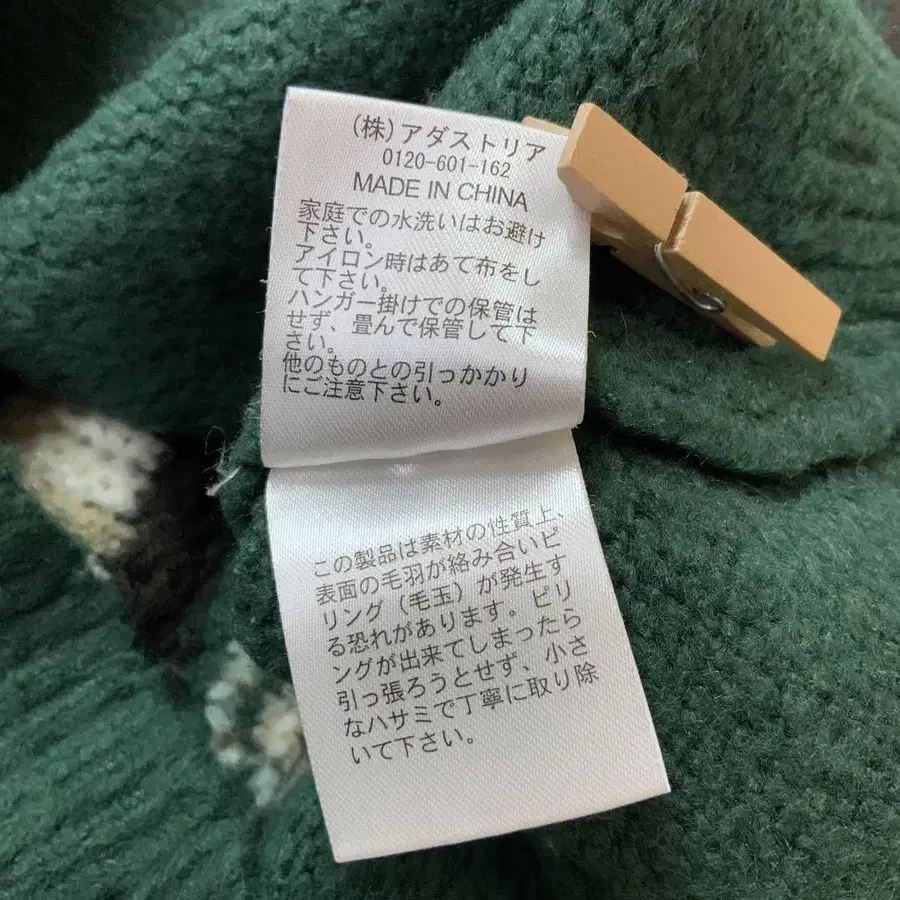 (株)アダストリア
0120-601-162
MADE IN CHINA
家庭での水洗いはお避け
下さい。
アイロン時はあて布をし
て下さい。
ハンガー掛けでの保管は
せず、畳んで保管して下
さい。
他のものとの引っかかり
にご注意下さい。
この製品は素材の性質上、
表面の毛羽が絡み合いピ
リング(毛玉)が発生す
る恐れがあります。ピリ
ングが出来てしまったら
引っ張ろうとせず、小さ
なハサミで丁寧に取り除
いて下さい。